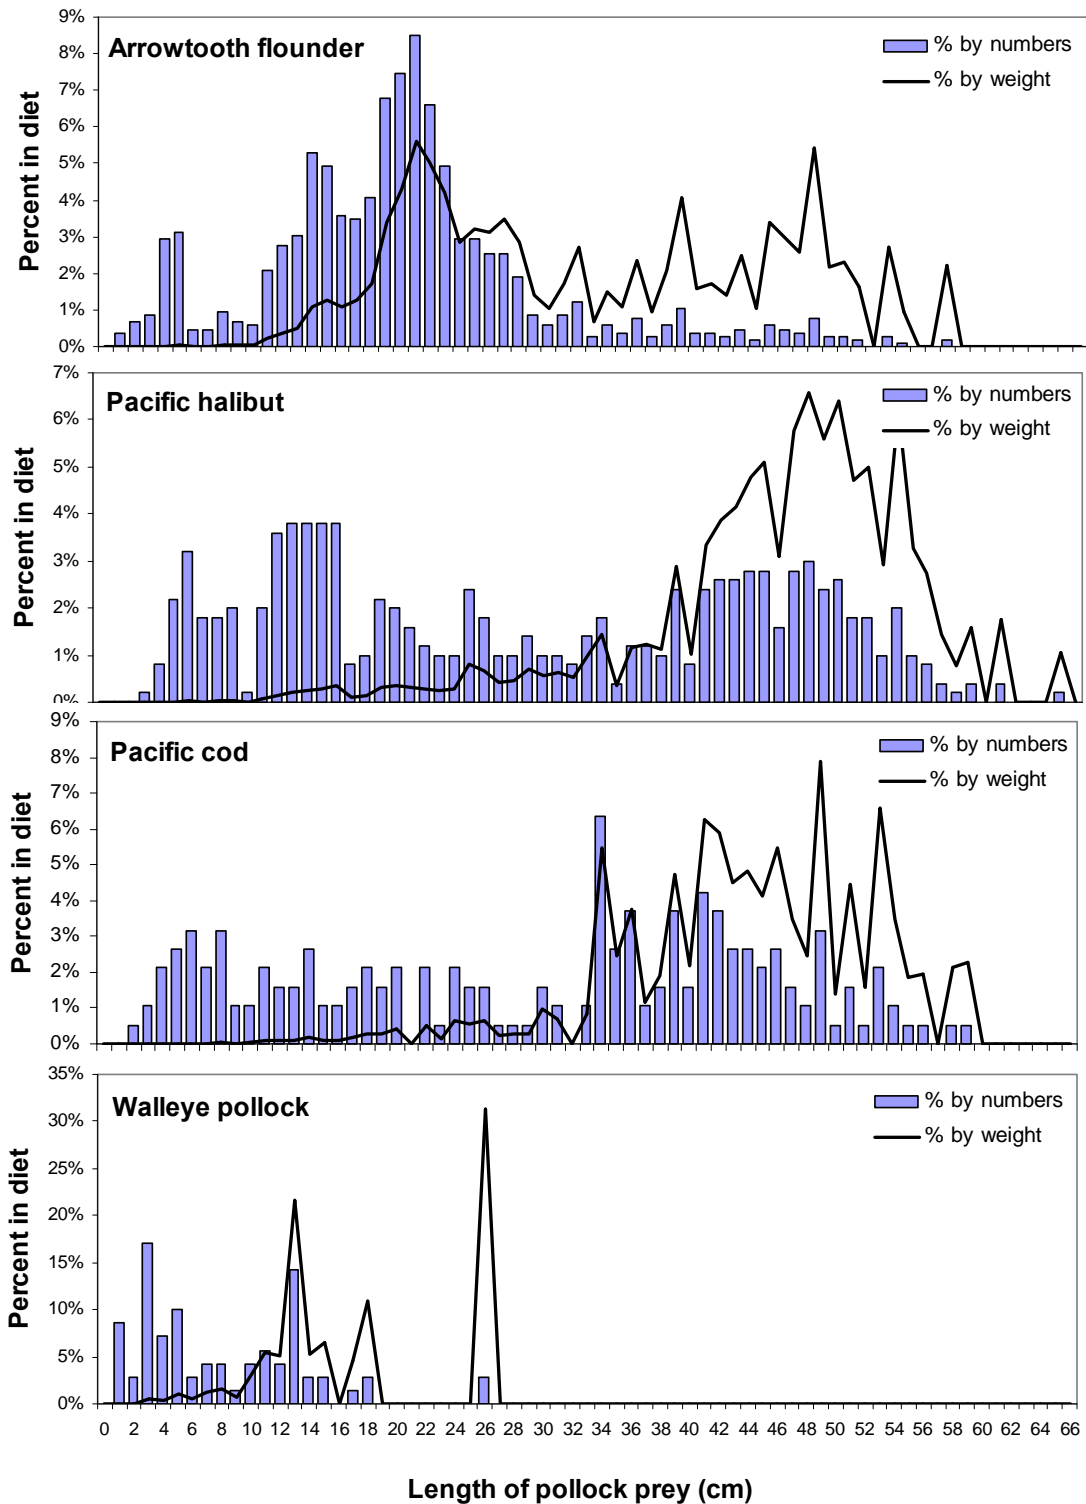 9%
8%
7%
6%
5%
4%
3%
2%
1%
0%
Percent in diet
Arrowtooth flounder
% by numbers
% by weight
7%
6%
5%
4%
3%
2%
1%
0%
Percent in diet
Pacific halibut
% by numbers
% by weight
9%
8%
7%
6%
5%
4%
3%
2%
1%
0%
Percent in diet
Pacific cod
% by numbers
% by weight
35%
30%
25%
20%
15%
10%
5%
0%
Percent in diet
Walleye pollock
% by numbers
% by weight
0 2 4 6 8 10 12 14 16 18 20 22 24 26 28 30 32 34 36 38 40 42 44 46 48 50 52 54 56 58 60 62 64 66
Length of pollock prey (cm)